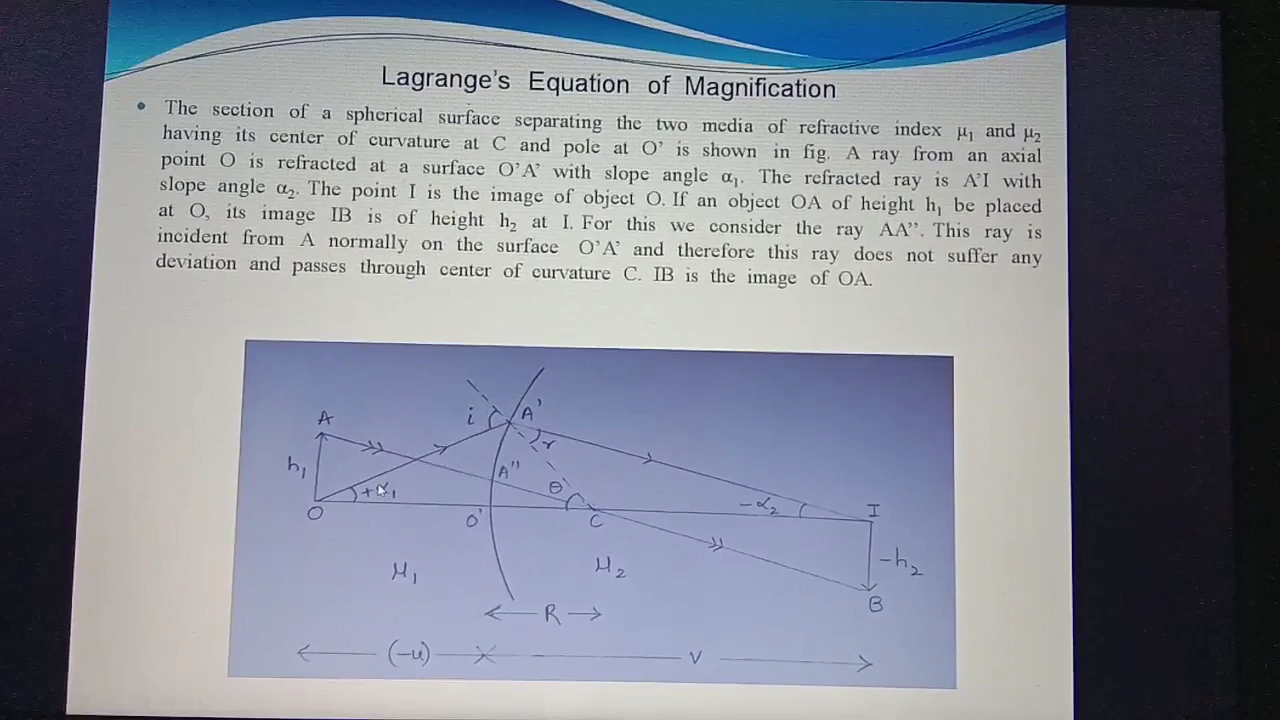 Lagrange's Equation of Magnification
• The section of a spherical surface separating the two media of refractive index μ₁ and μ₂
having its center of curvature at C and pole at O' is shown in fig. A ray from an axial
point O is refracted at a surface O'A' with slope angle α₁. The refracted ray is A'I with
slope angle α₂. The point I is the image of object O. If an object OA of height h₁ be placed
at O, its image IB is of height h₂ at I. For this we consider the ray AA”. This ray is
incident from A normally on the surface O'A' and therefore this ray does not suffer any
deviation and passes through center of curvature C. IB is the image of OA.
A
i
A'
r
h₁
A"
θ
+α₁
-α₂
I
O
O'
C
-h₂
μ₁
μ₂
B
R
(-u)
v